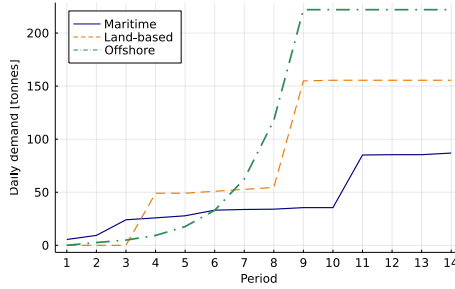 Maritime
Land-based
Offshore
Daily demand [tonnes]
200
150
100
50
0
1 2 3 4 5 6 7 8 9 10 11 12 13 14
Period